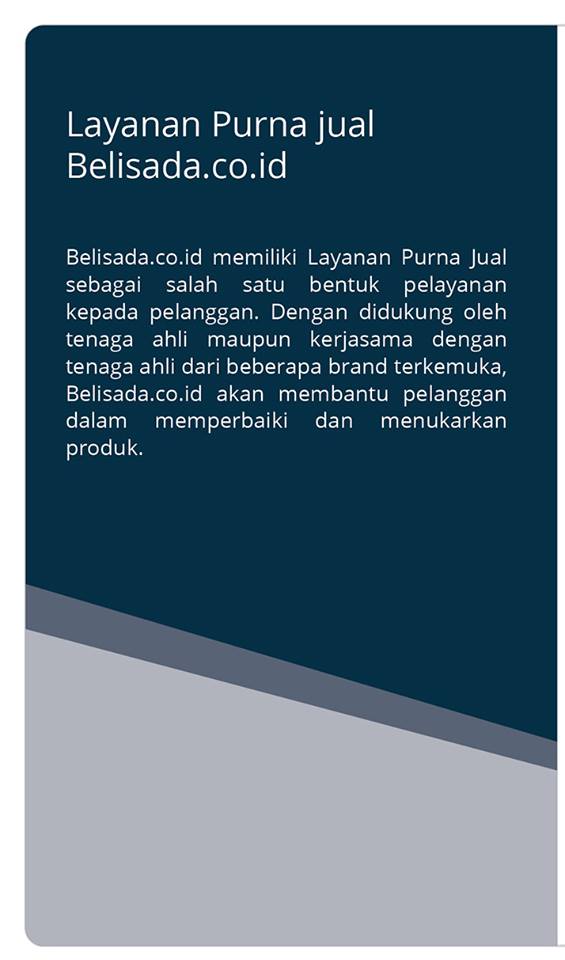 Layanan Purna jual
Belisada.co.id
Belisada.co.id memiliki Layanan Purna Jual
sebagai salah satu bentuk pelayanan
kepada pelanggan. Dengan didukung oleh
tenaga ahli maupun kerjasama dengan
tenaga ahli dari beberapa brand terkemuka,
Belisada.co.id akan membantu pelanggan
dalam memperbaiki dan menukarkan
produk.